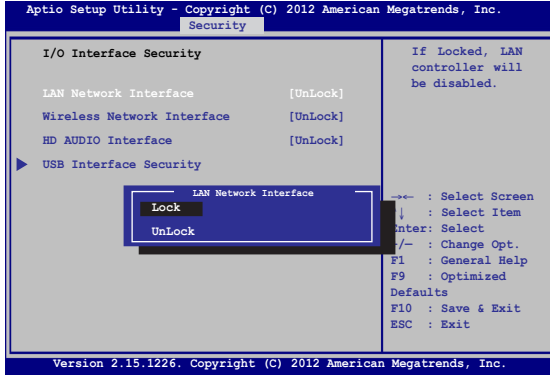 Aptio Setup Utility - Copyright (C) 2012 American Megatrends, Inc.
Security
I/O Interface Security
LAN Network Interface [UnLock]
Wireless Network Interface [UnLock]
HD AUDIO Interface [UnLock]
USB Interface Security
LAN Network Interface
Lock
UnLock
If Locked, LAN
controller will
be disabled.
→← : Select Screen
↓ : Select Item
nter: Select
/— : Change Opt.
F1 : General Help
F9 : Optimized
Defaults
F10 : Save & Exit
ESC : Exit
Version 2.15.1226. Copyright (C) 2012 American Megatrends, Inc.